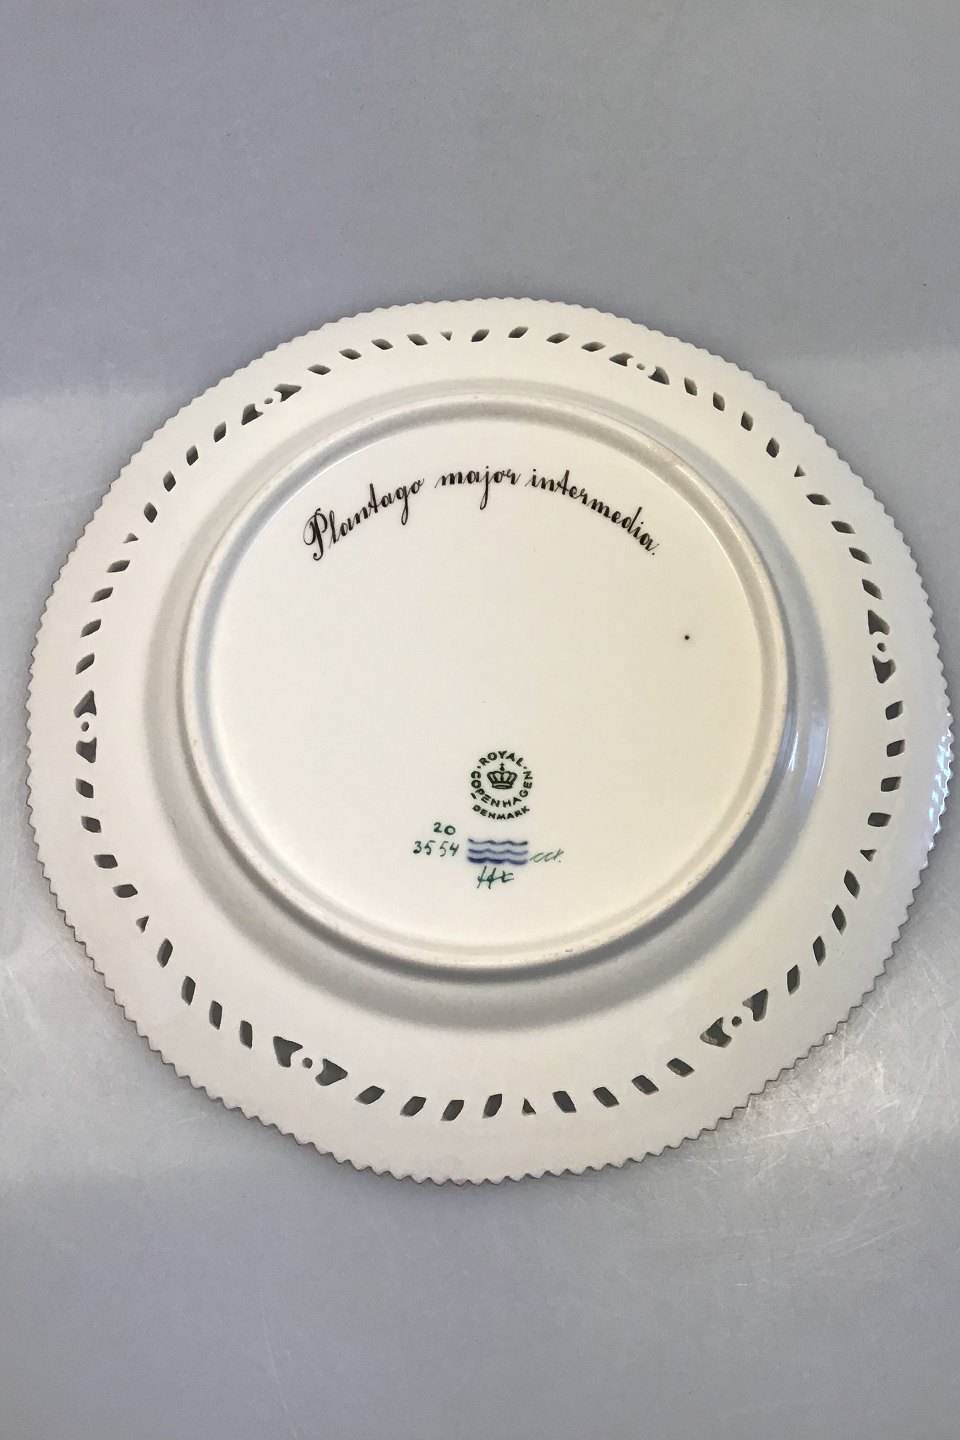 Plantago major intermedia.
ROYAL COPENHAGEN
DENMARK
20
3554